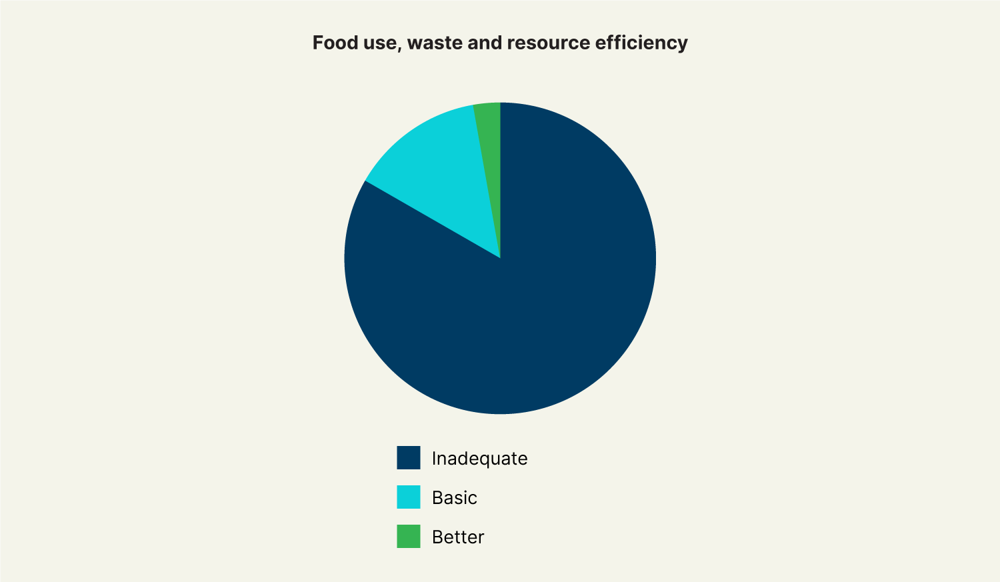 Food use, waste and resource efficiency
Inadequate
Basic
Better